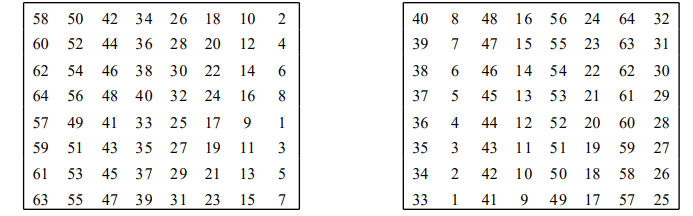 58 50 42 34 26 18 10 2
60 52 44 36 28 20 12 4
62 54 46 38 30 22 14 6
64 56 48 40 32 24 16 8
57 49 41 33 25 17 9 1
59 51 43 35 27 19 11 3
61 53 45 37 29 21 13 5
63 55 47 39 31 23 15 7
40 8 48 16 56 24 64 32
39 7 47 15 55 23 63 31
38 6 46 14 54 22 62 30
37 5 45 13 53 21 61 29
36 4 44 12 52 20 60 28
35 3 43 11 51 19 59 27
34 2 42 10 50 18 58 26
33 1 41 9 49 17 57 25